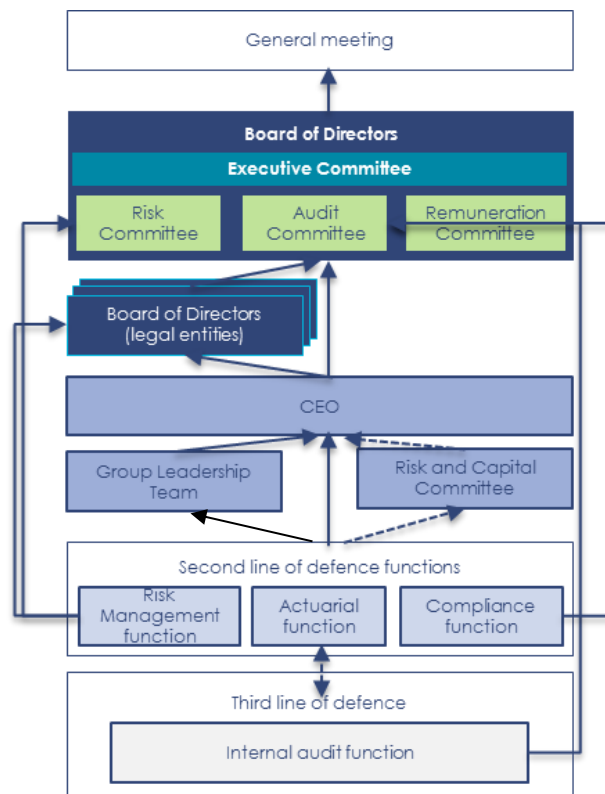 General meeting
Board of Directors
Executive Committee
Risk
Committee
Audit
Committee
Remuneration
Committee
Board of Directors
(legal entities)
CEO
Group Leadership
Team
Risk and Capital
Committee
Second line of defence functions
Risk
Management
function
Actuarial
function
Compliance
function
Third line of defence
Internal audit function